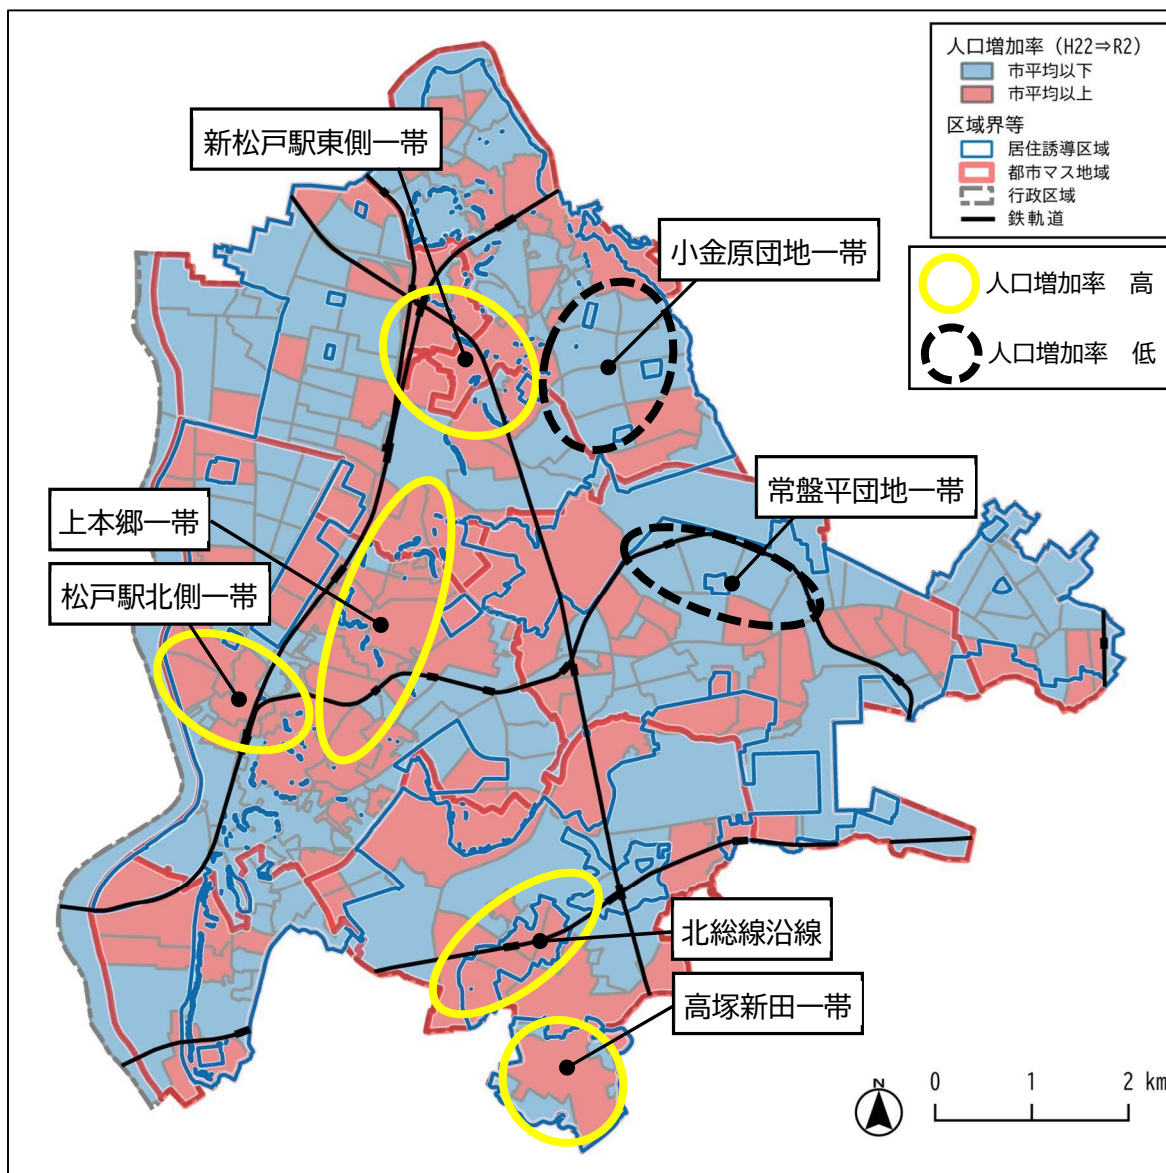 人口増加率（H22⇒R2）
市平均以下
市平均以上
区域界等
居住誘導区域
都市マス地域
行政区域
鉄軌道
人口増加率　高
人口増加率　低
新松戸駅東側一帯
小金原団地一帯
常盤平団地一帯
上本郷一帯
松戸駅北側一帯
北総線沿線
高塚新田一帯
N
0 1 2 km